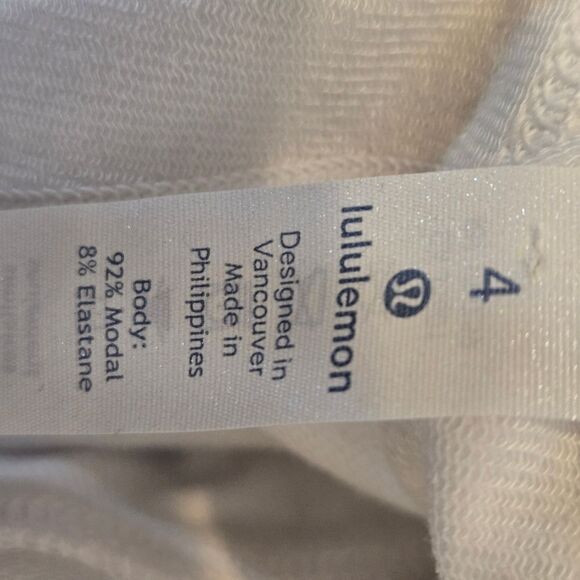 4
lululemon
Designed in
Vancouver
Made in
Philippines
Body:
92% Modal
8% Elastane